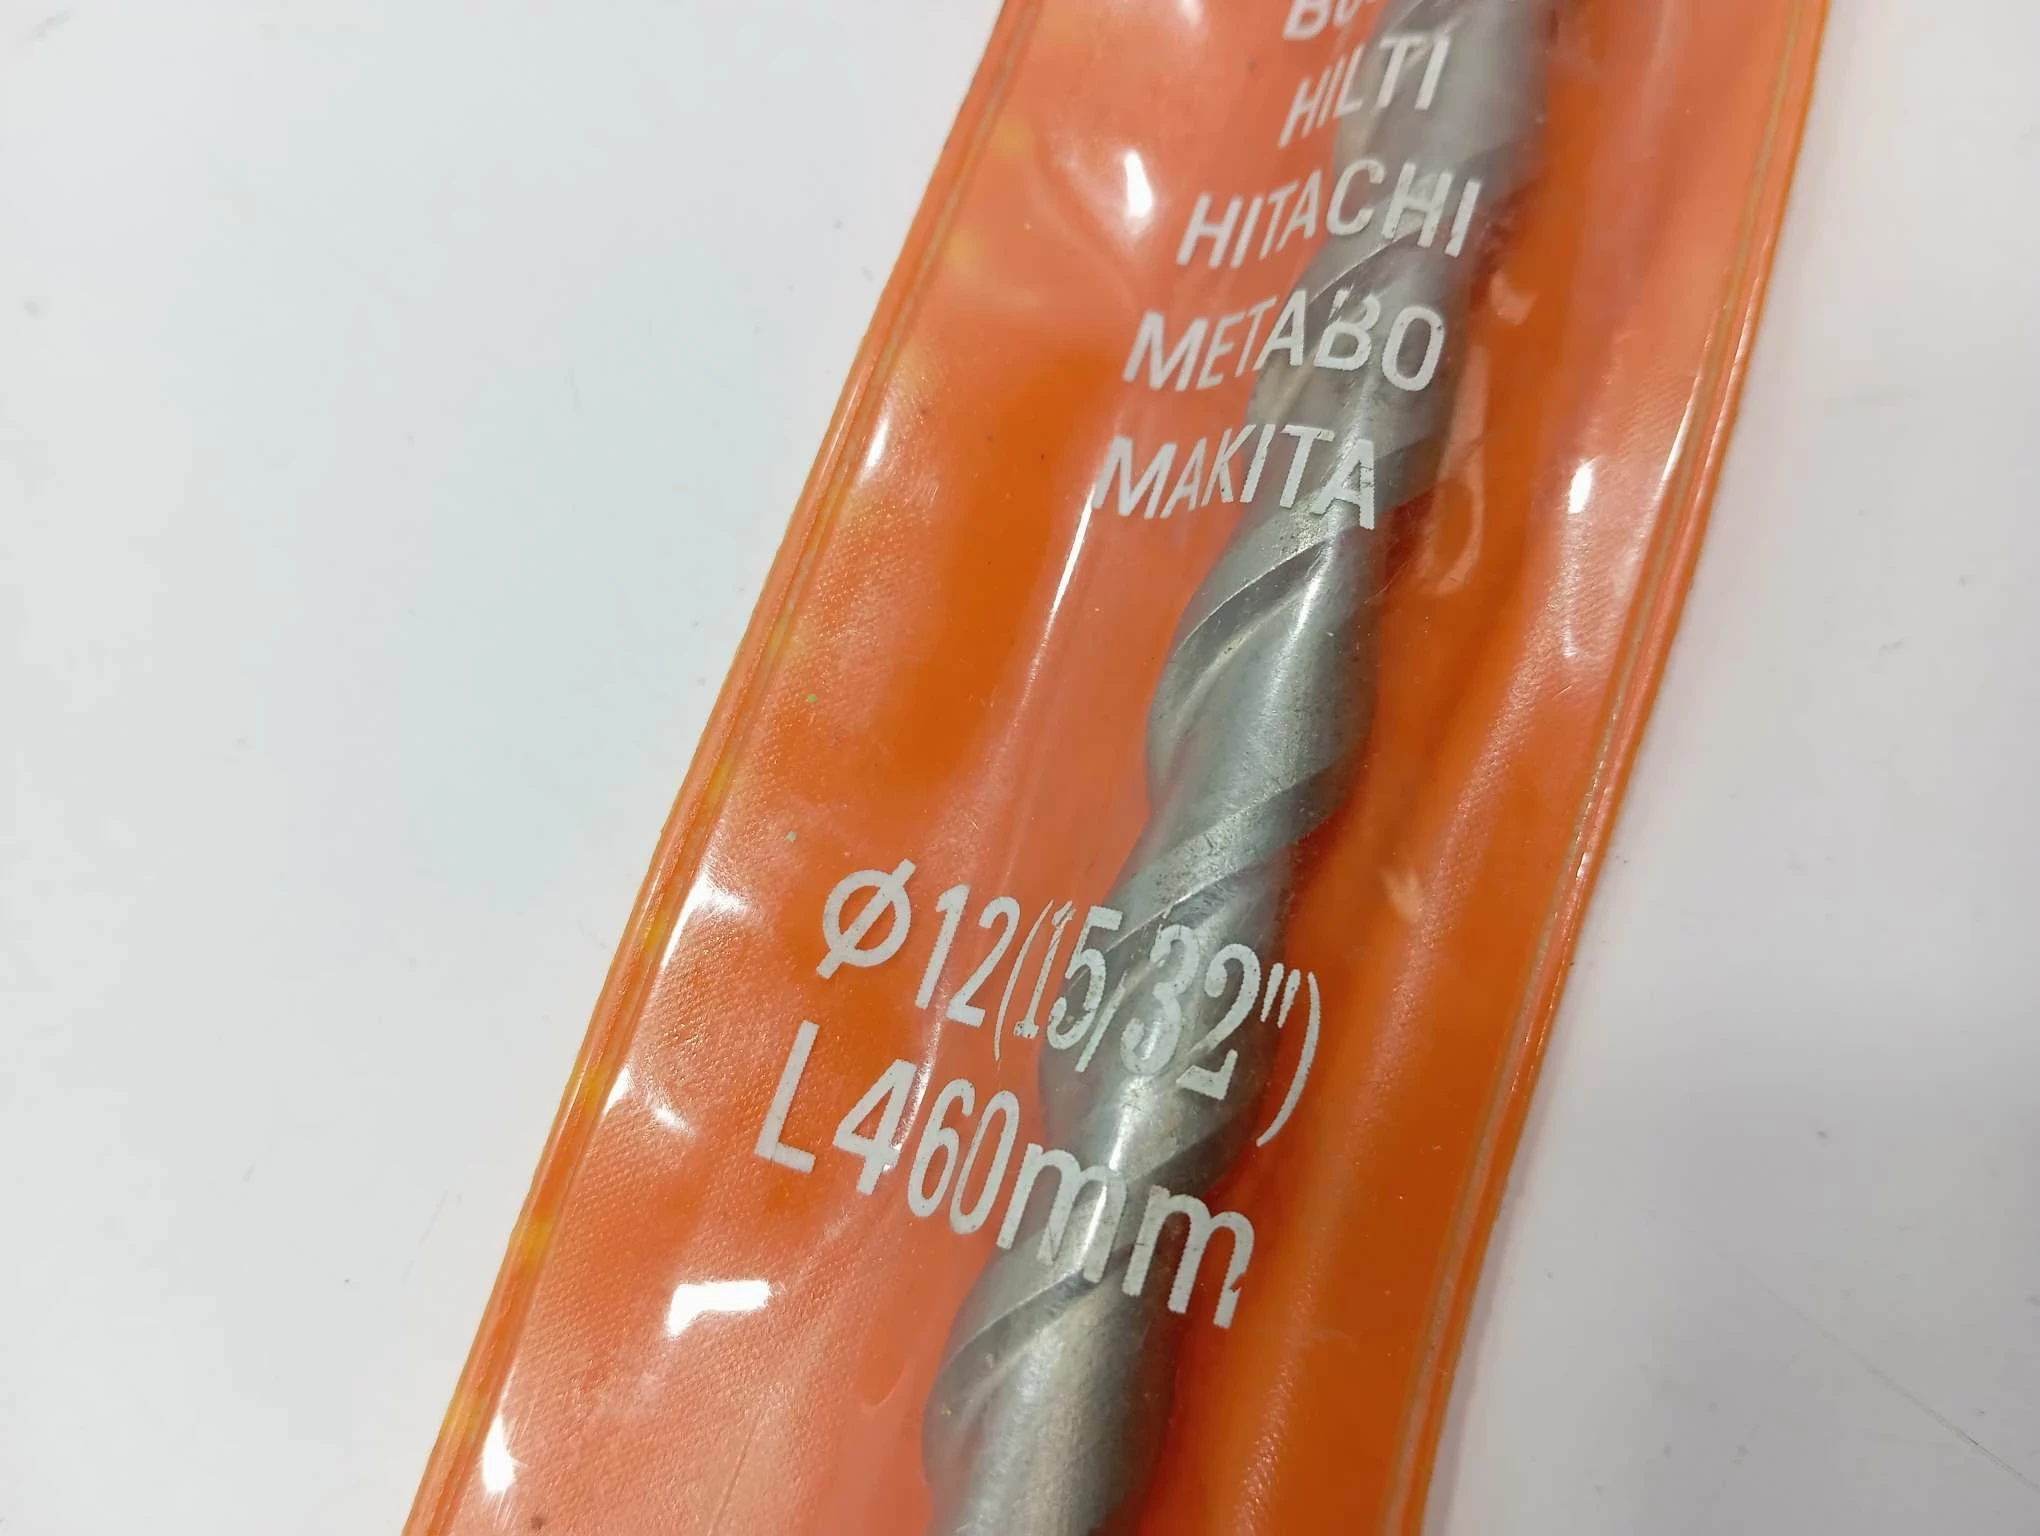 HILTI
HITACHI
METABO
MAKITA
Ø12(15/32")
L460mm